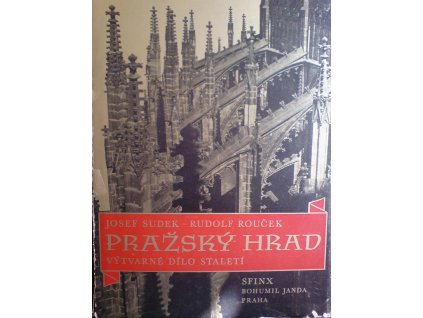 JOSEF SUDEK - RUDOLF ROUČEK
PRAŽSKÝ HRAD
VÝTVARNÉ DÍLO STALETÍ
SFINX
BOHUMIL JANDA
PRAHA